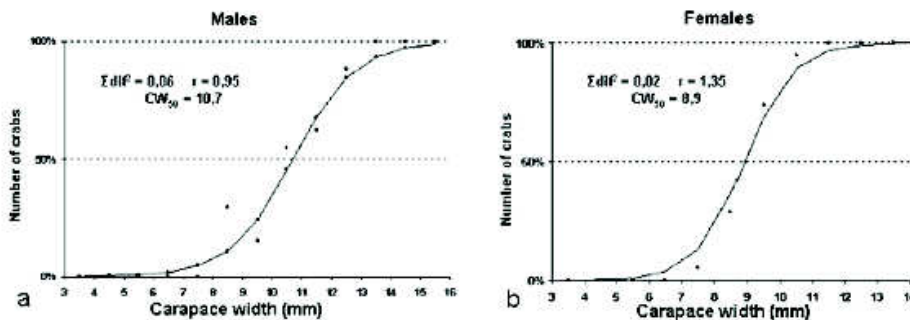 Males
100%
Σdif² = 0,06 r = 0,95
CW₅₀ = 10,7
Number of crabs
50%
0%
3 4 5 6 7 8 9 10 11 12 13 14 15 16
a
Carapace width (mm)
Females
100%
Σdif² = 0,02 r = 1,35
CW₅₀ = 8,9
Number of crabs
50%
0%
3 4 5 6 7 8 9 10 11 12 13 14
b
Carapace width (mm)